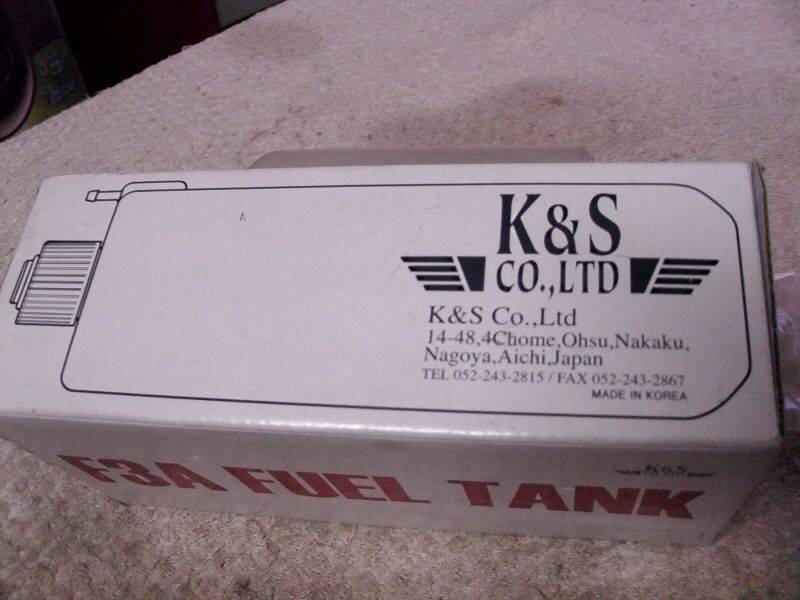 K&S
CO.,LTD
K&S Co.,Ltd
14-48,4Chome,Ohsu,Nakaku,
Nagoya,Aichi,Japan
TEL 052-243-2815 / FAX 052-243-2867
MADE IN KOREA
K&S
F3A FUEL TANK